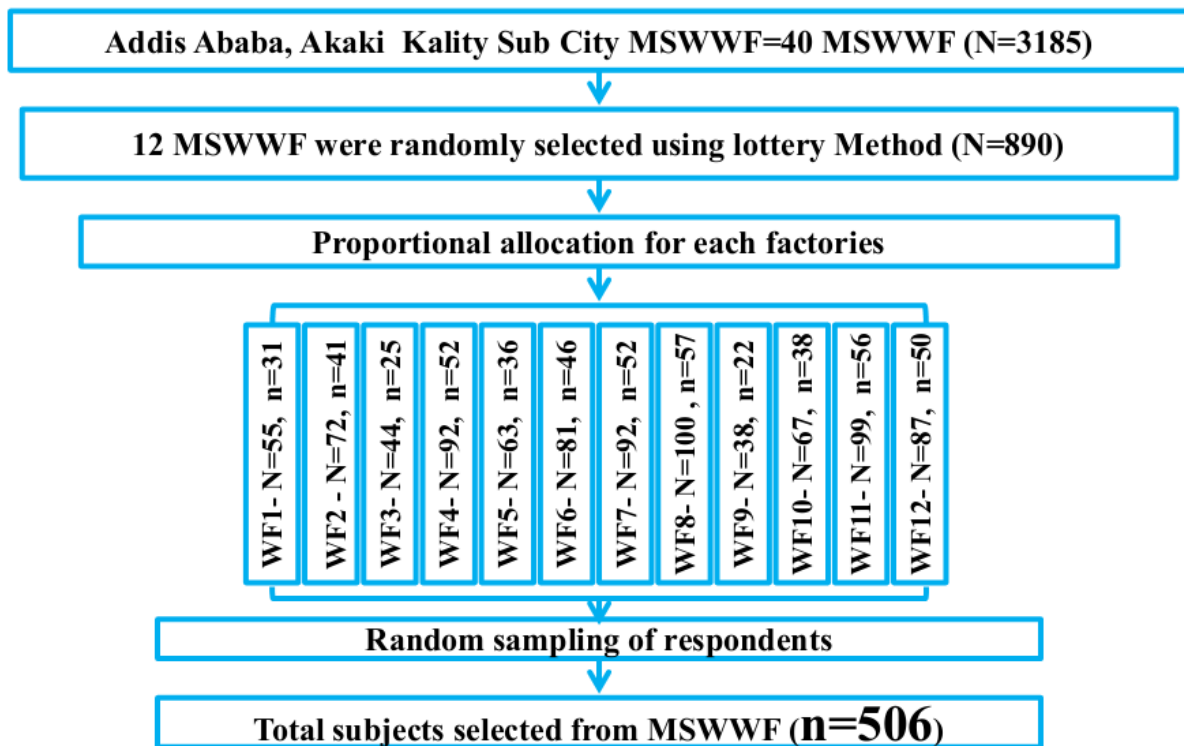 Addis Ababa, Akaki Kality Sub City MSWWF=40 MSWWF (N=3185)
12 MSWWF were randomly selected using lottery Method (N=890)
Proportional allocation for each factories
WF1- N=55, n=31
WF2 - N=72, n=41
WF3- N=44, n=25
WF4- N=92, n=52
WF5- N=63, n=36
WF6- N=81, n=46
WF7- N=92, n=52
WF8- N=100 , n=57
WF9- N=38, n=22
WF10- N=67, n=38
WF11- N=99, n=56
WF12- N=87, n=50
Random sampling of respondents
Total subjects selected from MSWWF (n=506)